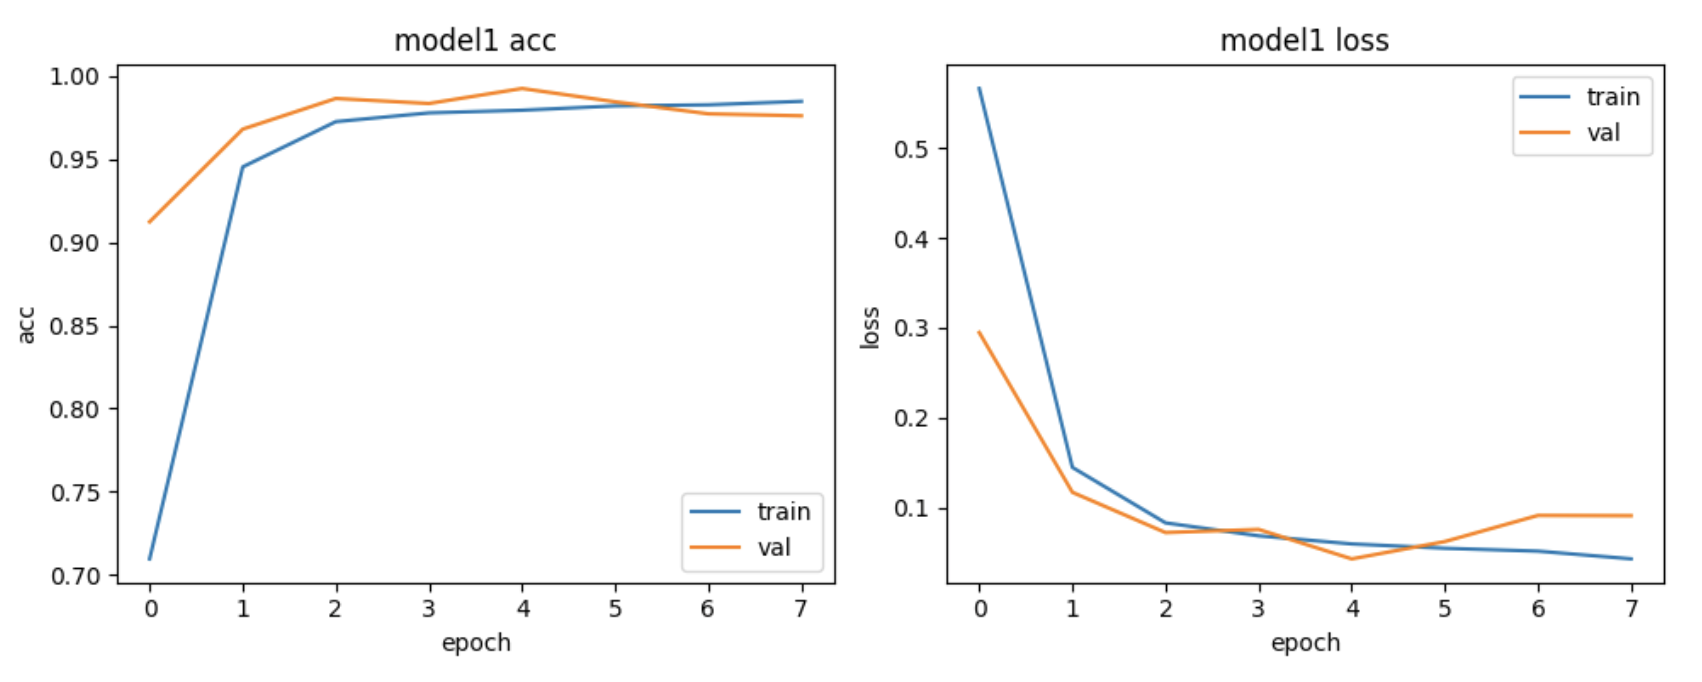 model1 acc
1.00
0.95
0.90
0.85
0.80
0.75
0.70
acc
0 1 2 3 4 5 6 7
epoch
train
val
model1 loss
0.5
0.4
0.3
0.2
0.1
loss
0 1 2 3 4 5 6 7
epoch
train
val